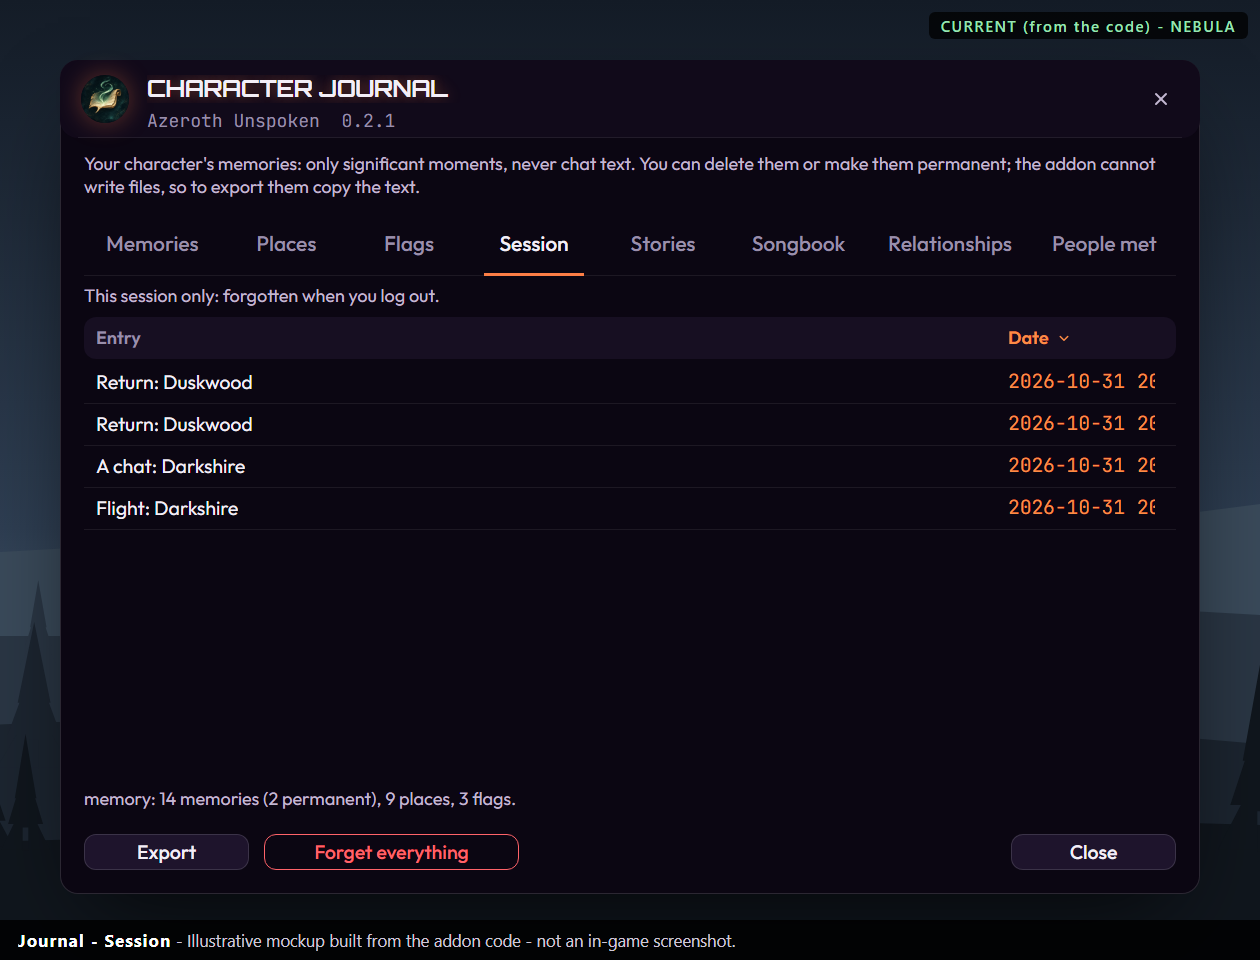 CURRENT (from the code) - NEBULA
CHARACTER JOURNAL
Azeroth Unspoken 0.2.1
Your character's memories: only significant moments, never chat text. You can delete them or make them permanent; the addon cannot
write files, so to export them copy the text.
Memories Places Flags Session Stories Songbook Relationships People met
This session only: forgotten when you log out.
Entry Date
Return: Duskwood 2026-10-31 20
Return: Duskwood 2026-10-31 20
A chat: Darkshire 2026-10-31 20
Flight: Darkshire 2026-10-31 20
memory: 14 memories (2 permanent), 9 places, 3 flags.
Export Forget everything Close
Journal - Session - Illustrative mockup built from the addon code - not an in-game screenshot.